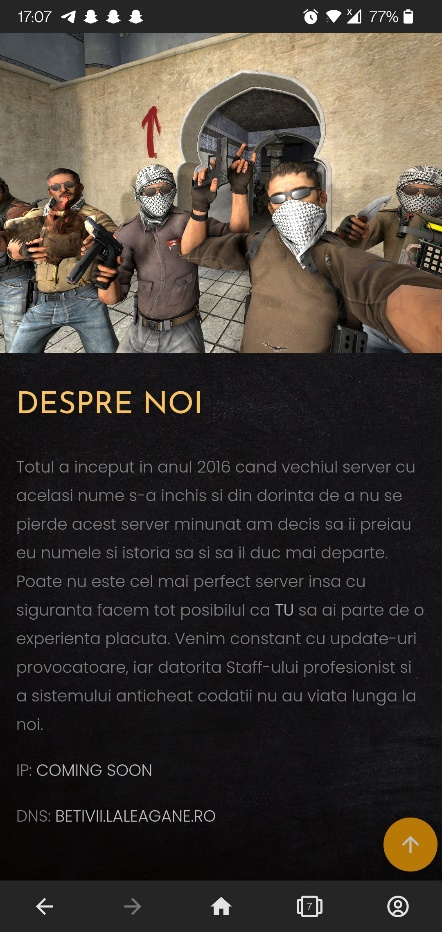 17:07
X
77%
DESPRE NOI
Totul a inceput in anul 2016 cand vechiul server cu
acelasi nume s-a inchis si din dorinta de a nu se
pierde acest server minunat am decis sa ii preiau
eu numele si istoria sa si sa il duc mai departe.
Poate nu este cel mai perfect server insa cu
siguranta facem tot posibilul ca TU sa ai parte de o
experienta placuta. Venim constant cu update-uri
provocatoare, iar datorita Staff-ului profesionist si
a sistemului anticheat codatii nu au viata lunga la
noi.
IP: COMING SOON
DNS: BETIVII.LALEAGANE.RO
7